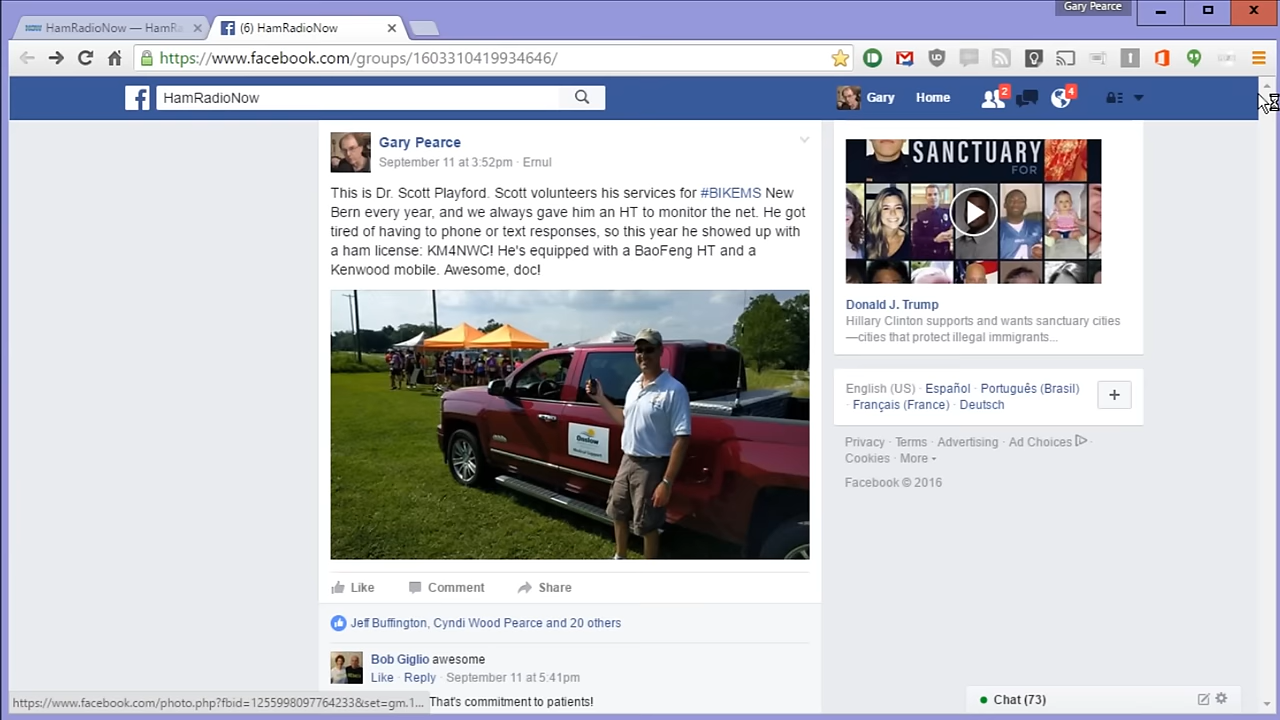 Gary Pearce
HamRadioNow — HamRa
(6) HamRadioNow
https://www.facebook.com/groups/1603310419934646/
HamRadioNow
Gary
Home
2
4
Gary Pearce
September 11 at 3:52pm · Ernul
This is Dr. Scott Playford. Scott volunteers his services for #BIKEMS New
Bern every year, and we always gave him an HT to monitor the net. He got
tired of having to phone or text responses, so this year he showed up with
a ham license: KM4NWC! He's equipped with a BaoFeng HT and a
Kenwood mobile. Awesome, doc!
Onslow
Medical Support
Like Comment Share
Jeff Buffington, Cyndi Wood Pearce and 20 others
Bob Giglio awesome
Like · Reply · September 11 at 5:41pm
That's commitment to patients!
https://www.facebook.com/photo.php?fbid=1255998097764233&set=gm.1...
SANCTUARY
FOR
Donald J. Trump
Hillary Clinton supports and wants sanctuary cities
—cities that protect illegal immigrants...
English (US) · Español · Português (Brasil)
· Français (France) · Deutsch
Privacy · Terms · Advertising · Ad Choices ·
Cookies · More
Facebook © 2016
Chat (73)